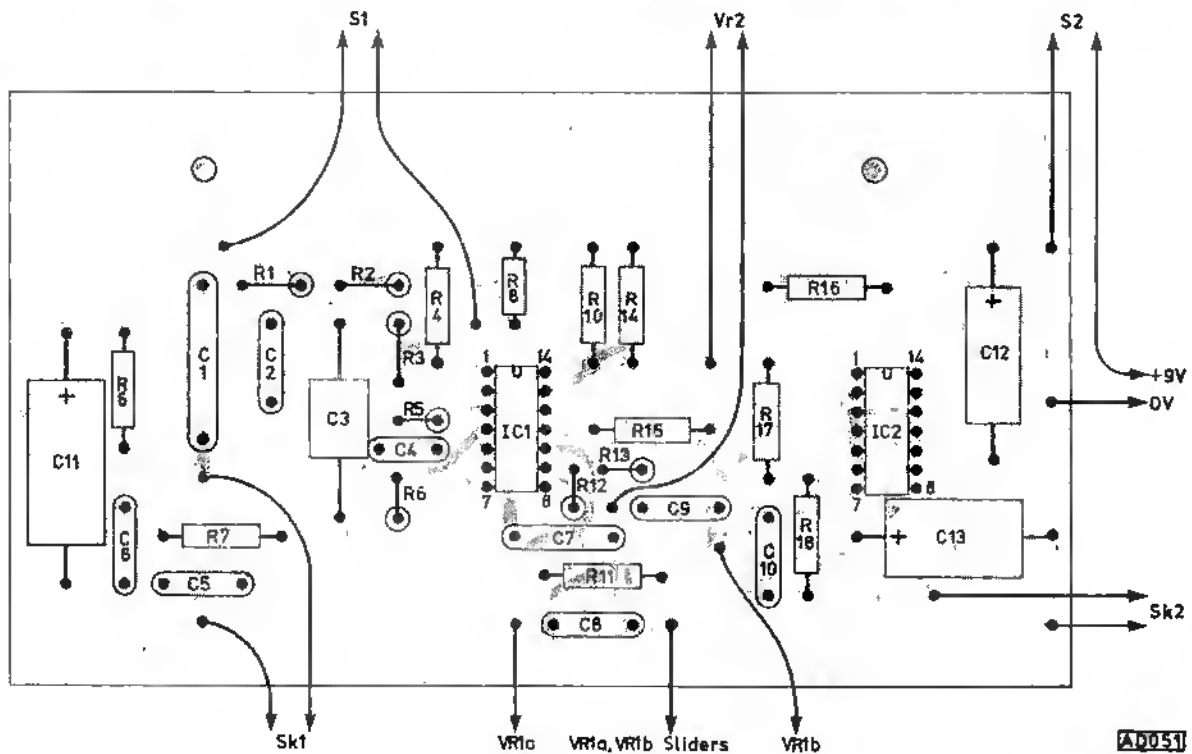 S1
Vr2
S2
R1
R2
R4
R8
R10
R14
R16
C12
+
+9V
0V
C1
C2
R3
1
14
U
IC1
7
8
R5
C3
C4
R6
C11
+
C6
R7
C5
R15
R13
R12
R17
C9
C7
R11
C8
1
14
U
IC2
7
8
C10
R18
C13
+
Sk2
Sk1
VR1a
VR1a, VR1b Sliders
VR1b
AD051